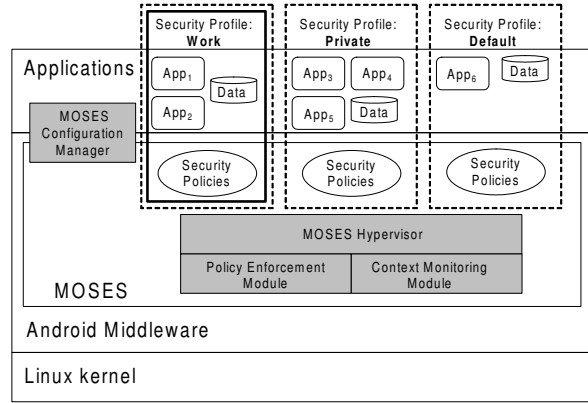 Security Profile:
Work
Security Profile:
Private
Security Profile:
Default
Applications
App1
Data
App2
App3
App4
App5
Data
App6
Data
MOSES
Configuration
Manager
Security
Policies
Security
Policies
Security
Policies
MOSES Hypervisor
Policy Enforcement
Module
Context Monitoring
Module
MOSES
Android Middleware
Linux kernel